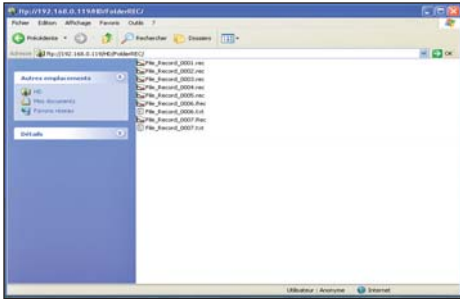 ftp://192.168.0.119/HD/FolderREC/
Fichier Edition Affichage Favoris Outils ?
Précédente Rechercher Dossiers
Adresse ftp://192.168.0.119/HD/FolderREC/ OK
Autres emplacements
HD
Mes documents
Favoris réseau
Détails
File_Record_0001.rec
File_Record_0002.rec
File_Record_0003.rec
File_Record_0004.rec
File_Record_0005.rec
File_Record_0006.Rec
File_Record_0006.txt
File_Record_0007.Rec
File_Record_0007.txt
Utilisateur : Anonyme Internet